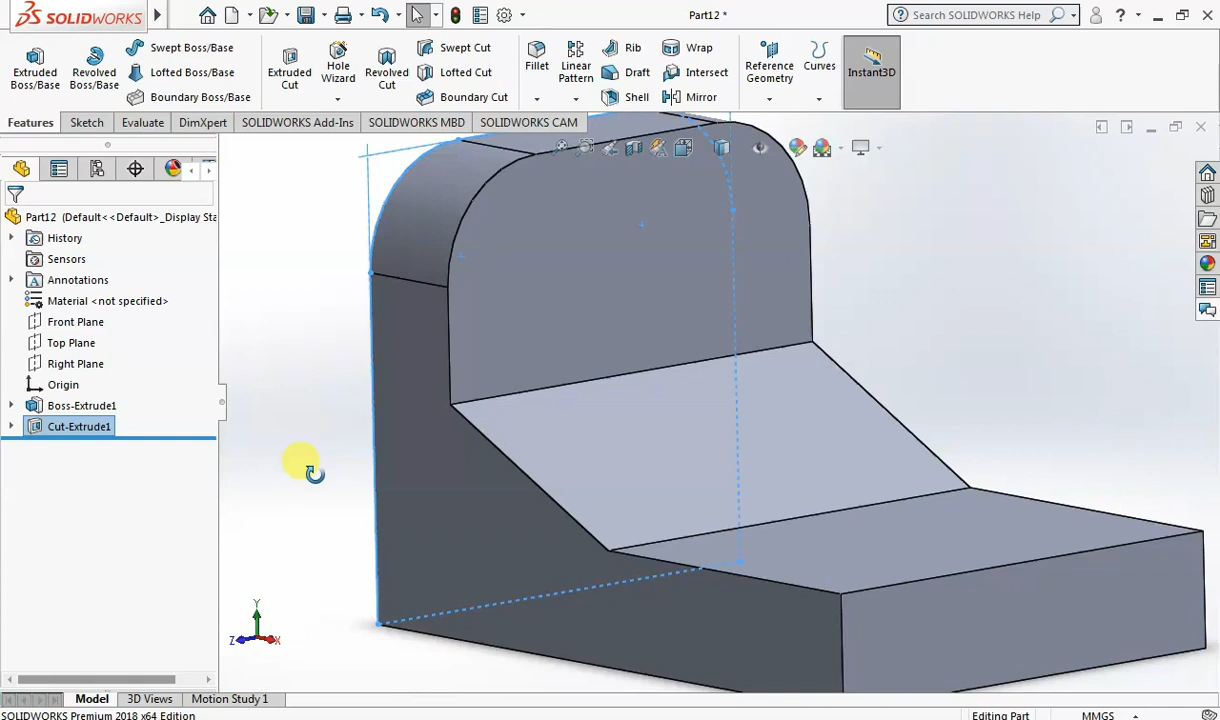 SOLIDWORKS
Part12 *
Search SOLIDWORKS Help
Extruded Boss/Base
Revolved Boss/Base
Swept Boss/Base
Lofted Boss/Base
Boundary Boss/Base
Extruded Cut
Hole Wizard
Revolved Cut
Swept Cut
Lofted Cut
Boundary Cut
Fillet
Linear Pattern
Rib
Draft
Shell
Wrap
Intersect
Mirror
Reference Geometry
Curves
Instant3D
Features
Sketch
Evaluate
DimXpert
SOLIDWORKS Add-Ins
SOLIDWORKS MBD
SOLIDWORKS CAM
Part12 (Default<<Default>_Display Sta
History
Sensors
Annotations
Material <not specified>
Front Plane
Top Plane
Right Plane
Origin
Boss-Extrude1
Cut-Extrude1
Y
Z
X
Model
3D Views
Motion Study 1
SOLIDWORKS Premium 2018 x64 Edition
Editing Part
MMGS